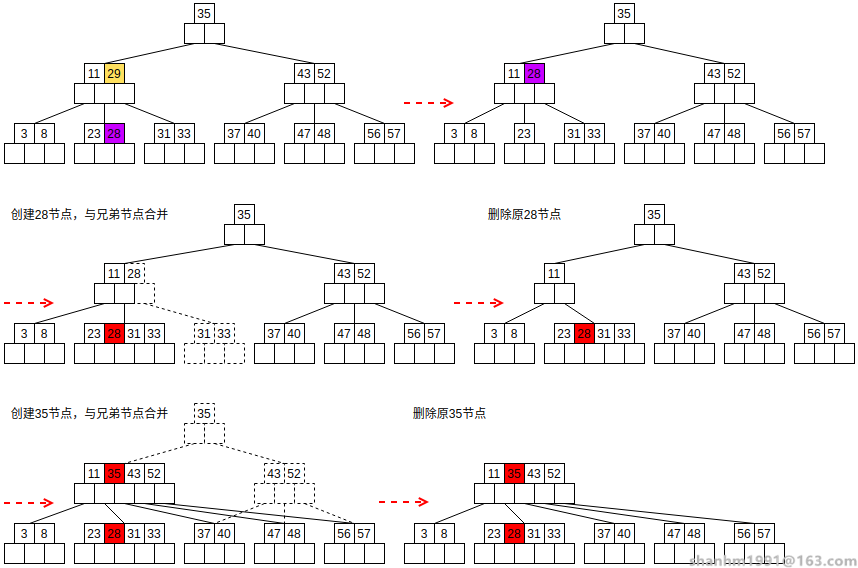 35 35
11 29 43 52 11 28 43 52
3 8 23 28 31 33 37 40 47 48 56 57 3 8 23 31 33 37 40 47 48 56 57
创建28节点，与兄弟节点合并 35 删除原28节点 35
11 28 43 52 11 43 52
3 8 23 28 31 33 31 33 37 40 47 48 56 57 3 8 23 28 31 33 37 40 47 48 56 57
创建35节点，与兄弟节点合并 35 删除原35节点
11 35 43 52 43 52 11 35 43 52
3 8 23 28 31 33 37 40 47 48 56 57 3 8 23 28 31 33 37 40 47 48 56 57
shanhm1991@163.com